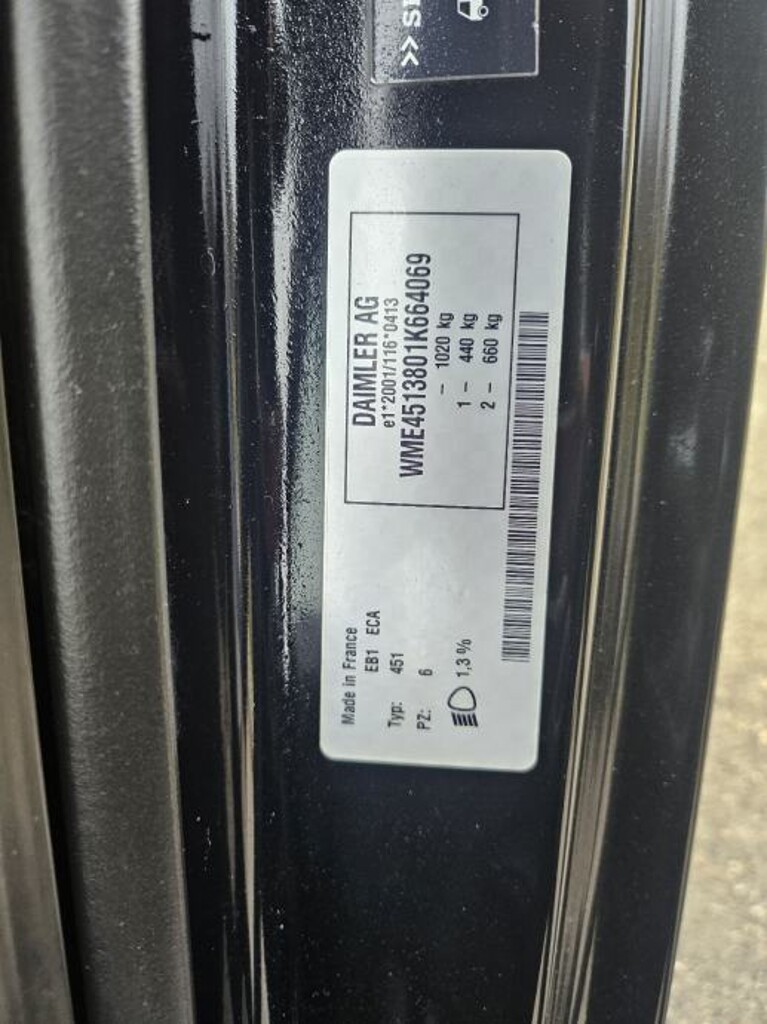 DAIMLER AG
e1*2001/116*0413
WME4513801K664069
– 1020 kg
1 – 440 kg
2 – 660 kg
Made in France
EB1 ECA
Typ: 451
PZ: 6
1,3 %